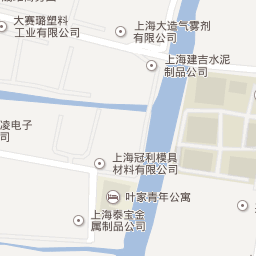 大赛璐塑料
工业有限公司
上海大造气雾剂
有限公司
上海建吉水泥
制品公司
凌电子
公司
上海冠利模具
材料有限公司
叶家青年公寓
上海泰宝金
属制品公司